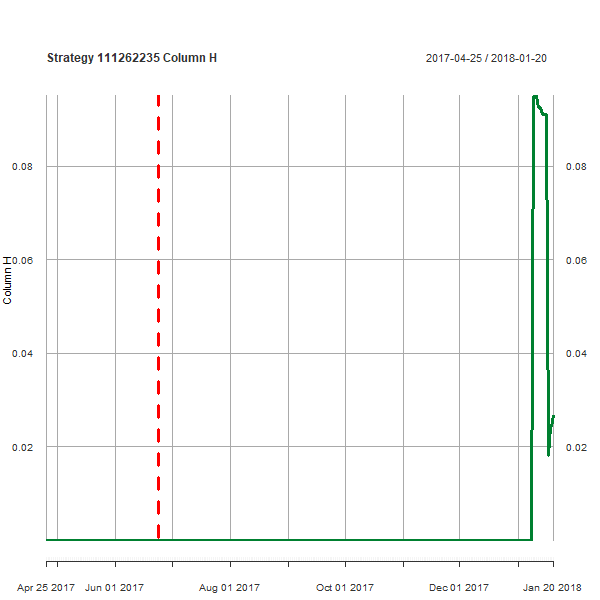 Strategy 111262235 Column H 2017-04-25 / 2018-01-20
0.08 0.08
0.06 0.06
Column H
0.04 0.04
0.02 0.02
Apr 25 2017 Jun 01 2017 Aug 01 2017 Oct 01 2017 Dec 01 2017 Jan 20 2018